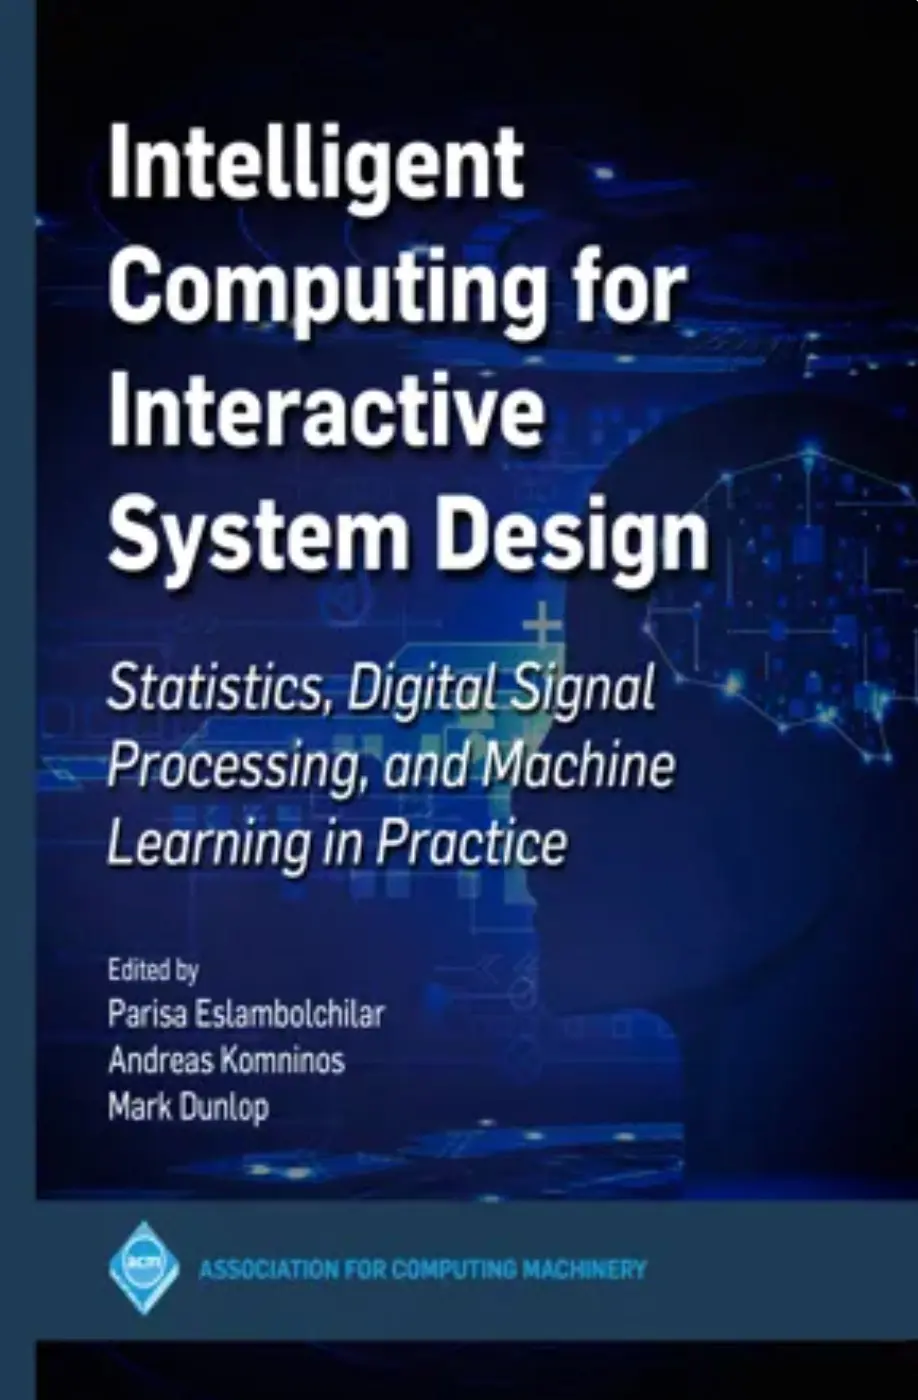 Intelligent
Computing for
Interactive
System Design
Statistics, Digital Signal
Processing, and Machine
Learning in Practice
Edited by
Parisa Eslambolchilar
Andreas Komninos
Mark Dunlop
acm
ASSOCIATION FOR COMPUTING MACHINERY